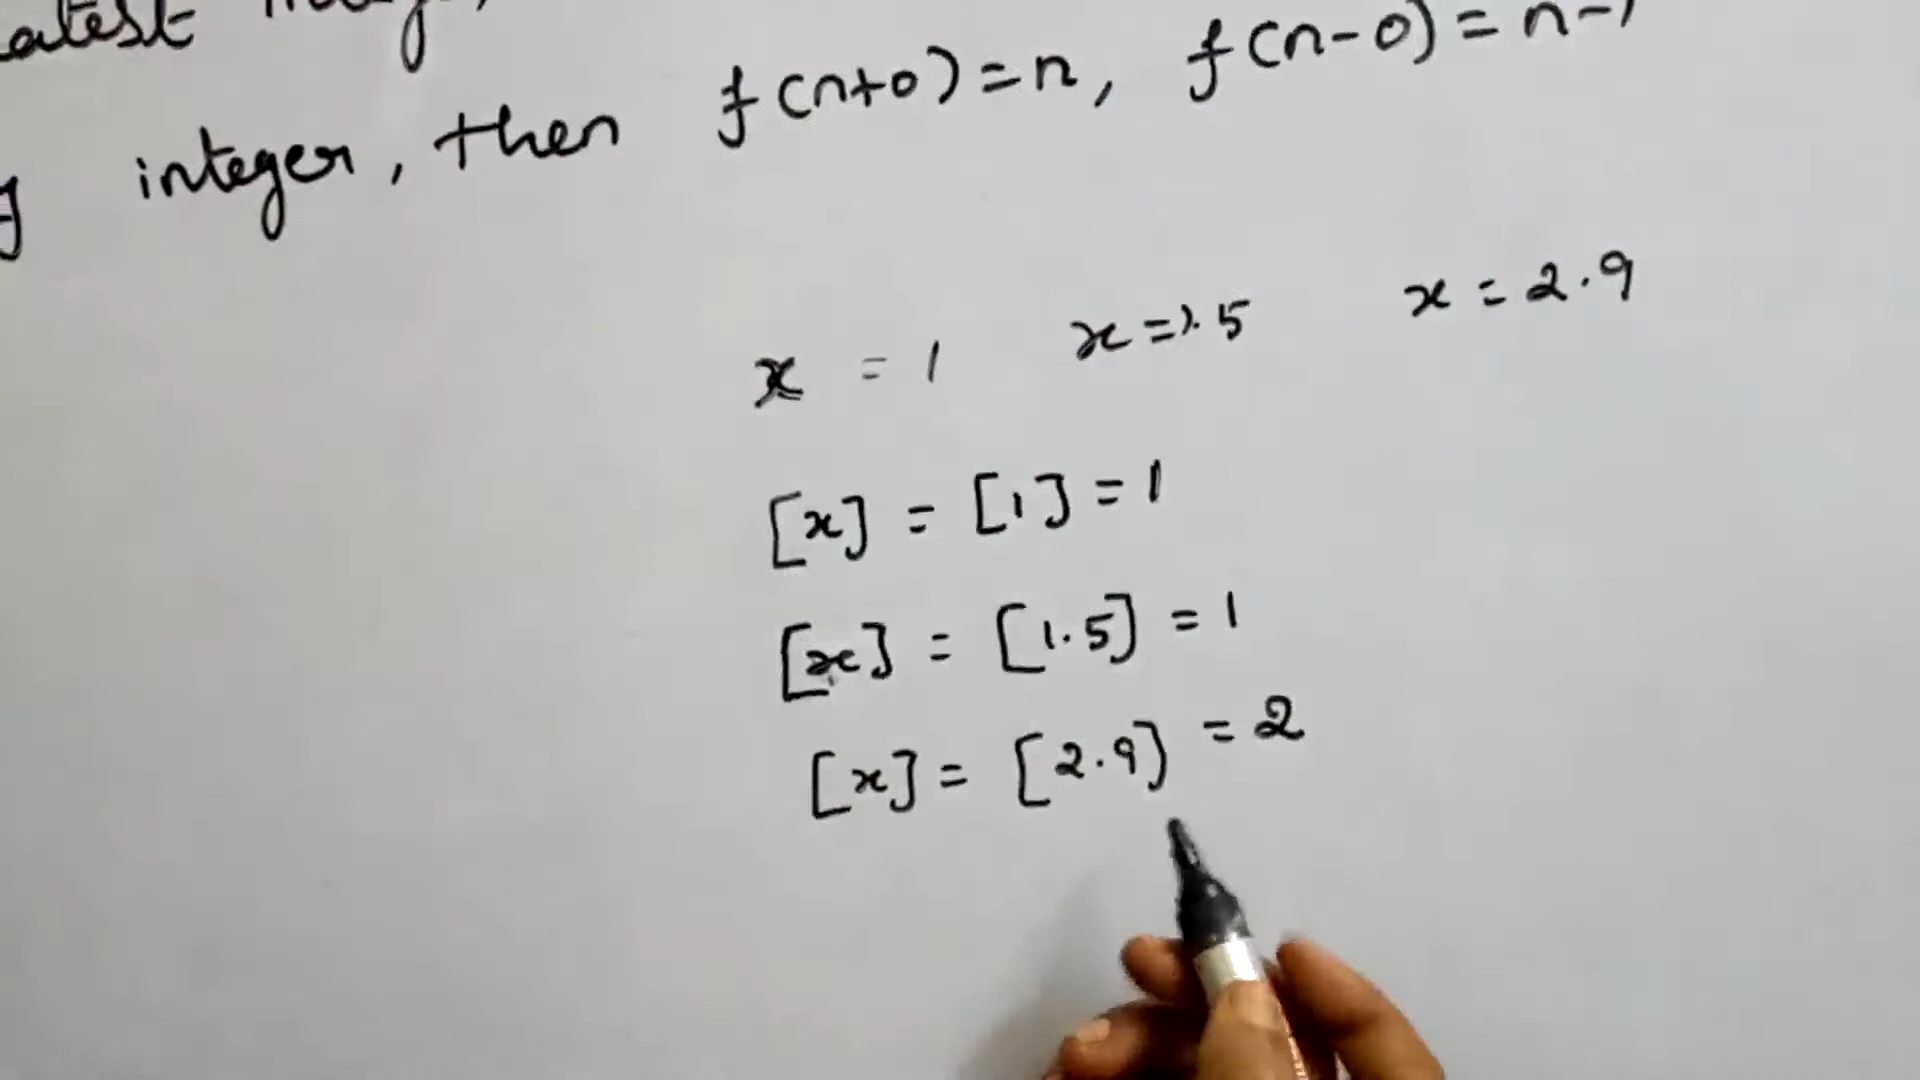 integer, then f(n+0)=n, f(n-0)=n-1
x = 1 x=1.5 x = 2.9
[x] = [1] = 1
[x] = [1.5] = 1
[x] = [2.9] = 2